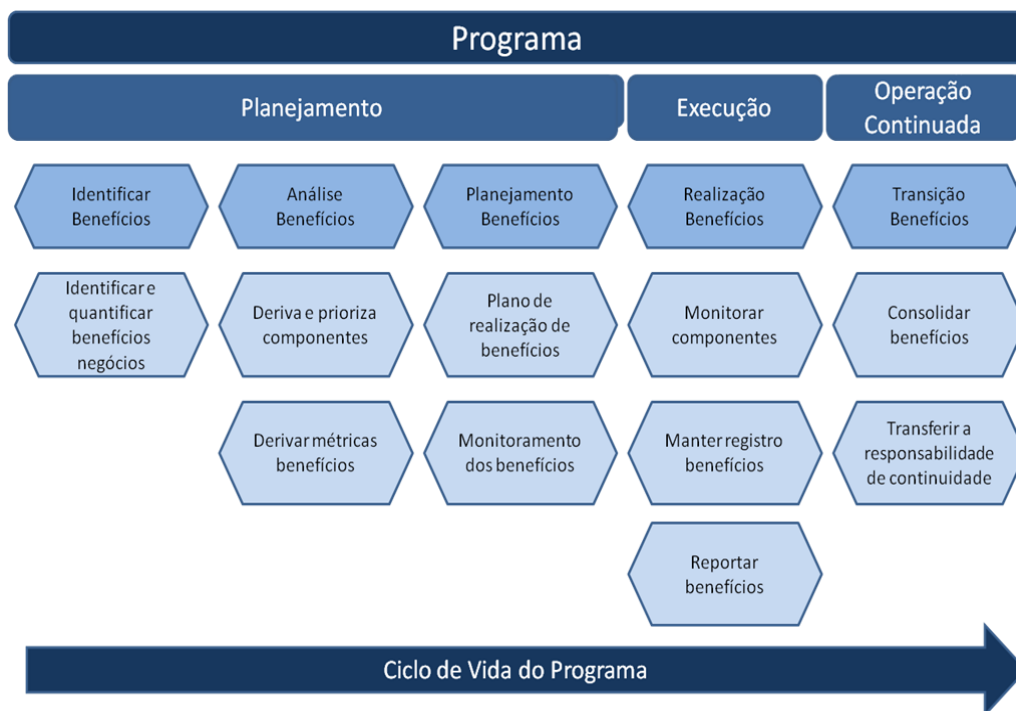 Programa
Planejamento
Execução
Operação
Continuada
Identificar
Benefícios
Análise
Benefícios
Planejamento
Benefícios
Realização
Benefícios
Transição
Benefícios
Identificar e
quantificar
benefícios
negócios
Deriva e prioriza
componentes
Plano de
realização de
benefícios
Monitorar
componentes
Consolidar
benefícios
Derivar métricas
benefícios
Monitoramento
dos benefícios
Manter registro
benefícios
Transferir a
responsabilidade
de continuidade
Reportar
benefícios
Ciclo de Vida do Programa